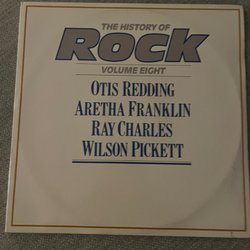 THE HISTORY OF
ROCK
VOLUME EIGHT
OTIS REDDING
ARETHA FRANKLIN
RAY CHARLES
WILSON PICKETT